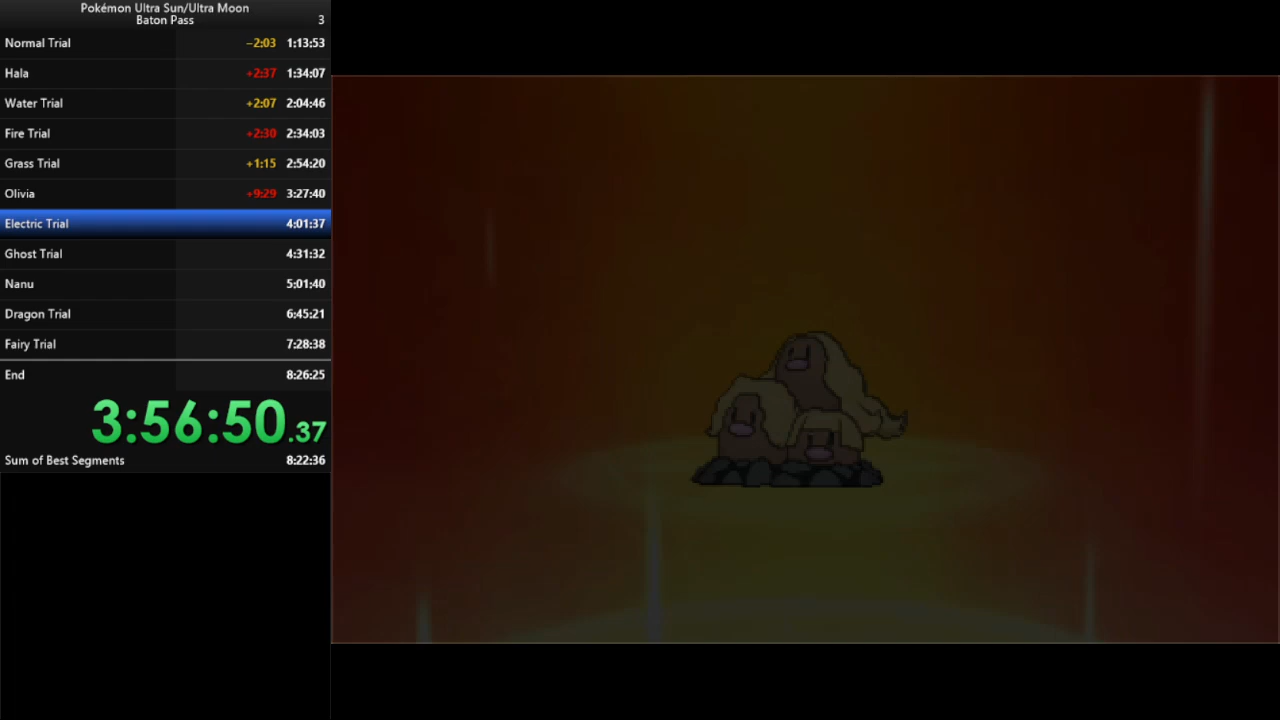 Pokémon Ultra Sun/Ultra Moon
Baton Pass 3
Normal Trial −2:03 1:13:53
Hala +2:37 1:34:07
Water Trial +2:07 2:04:46
Fire Trial +2:30 2:34:03
Grass Trial +1:15 2:54:20
Olivia +9:29 3:27:40
Electric Trial 4:01:37
Ghost Trial 4:31:32
Nanu 5:01:40
Dragon Trial 6:45:21
Fairy Trial 7:28:38
End 8:26:25
3:56:50.37
Sum of Best Segments 8:22:36